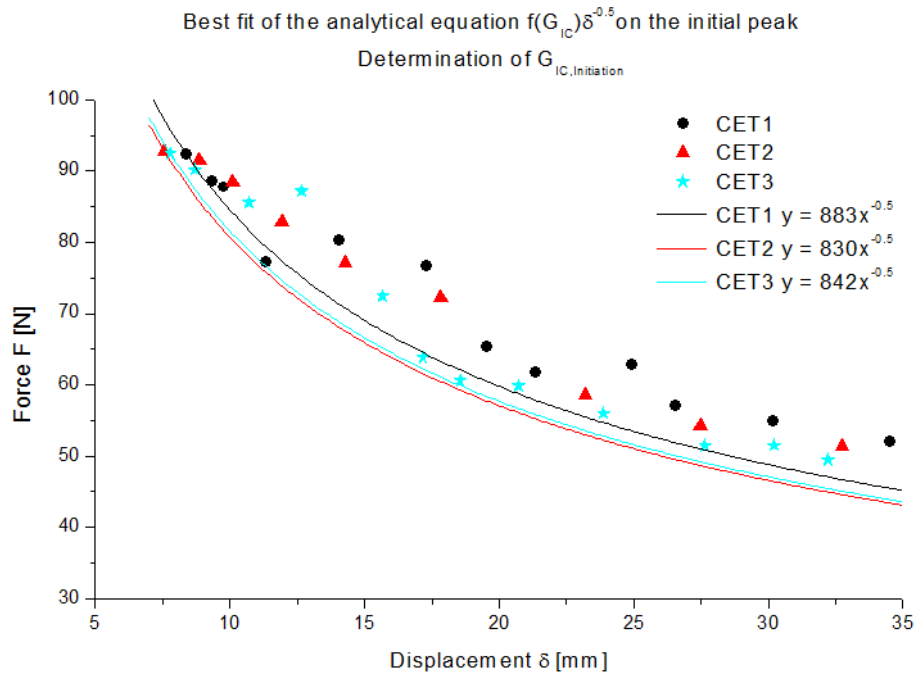 Best fit of the analytical equation f(G_IC)δ^-0.5 on the initial peak
Determination of G_IC,Initiation
100
90
80
70
60
50
40
30
Force F [N]
CET1
CET2
CET3
CET1 y = 883x^-0.5
CET2 y = 830x^-0.5
CET3 y = 842x^-0.5
5 10 15 20 25 30 35
Displacement δ [mm]